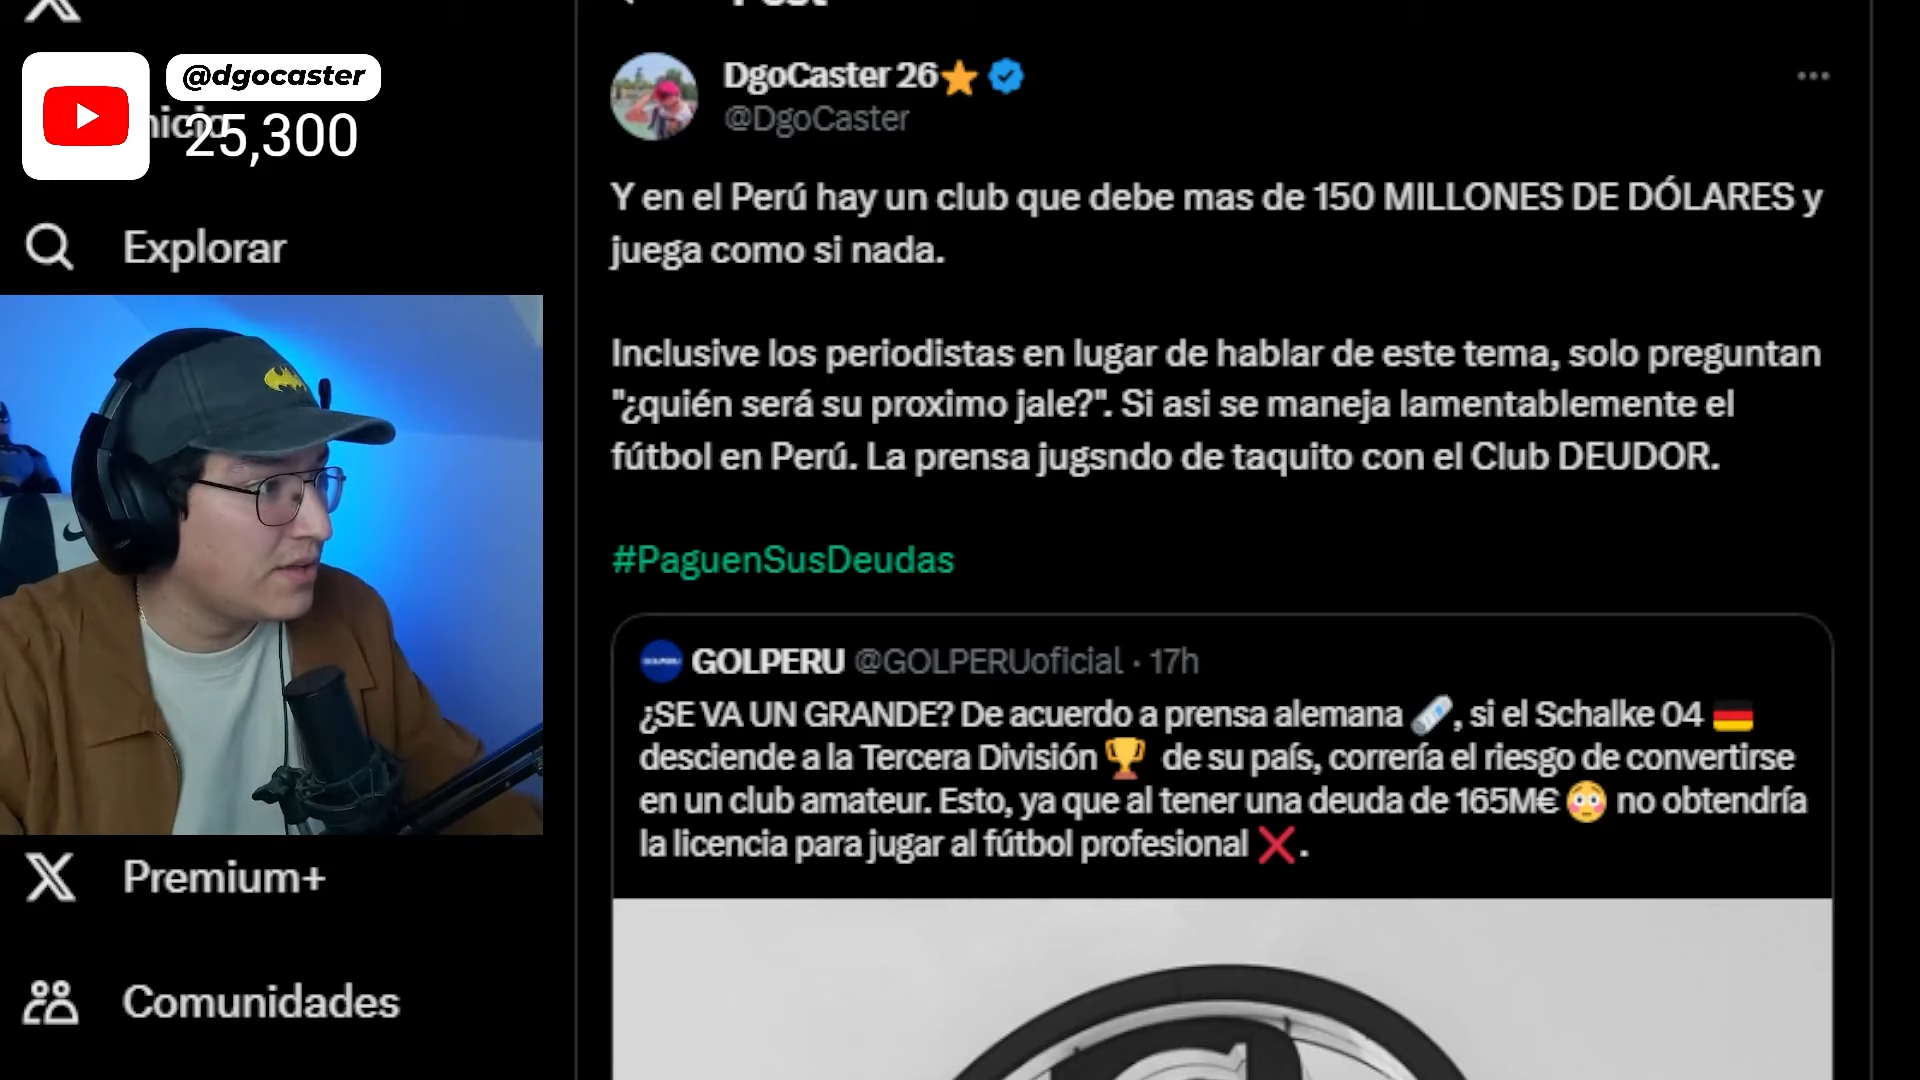 @dgocaster
25,300
Explorar
Premium+
Comunidades
Post
DgoCaster 26
@DgoCaster
Y en el Perú hay un club que debe mas de 150 MILLONES DE DÓLARES y
juega como si nada.
Inclusive los periodistas en lugar de hablar de este tema, solo preguntan
"¿quién será su proximo jale?". Si asi se maneja lamentablemente el
fútbol en Perú. La prensa jugsndo de taquito con el Club DEUDOR.
#PaguenSusDeudas
GOLPERU @GOLPERUoficial · 17h
¿SE VA UN GRANDE? De acuerdo a prensa alemana 🗞️, si el Schalke 04 🇩🇪
desciende a la Tercera División 🏆 de su país, correría el riesgo de convertirse
en un club amateur. Esto, ya que al tener una deuda de 165M€ 😳 no obtendría
la licencia para jugar al fútbol profesional ❌.